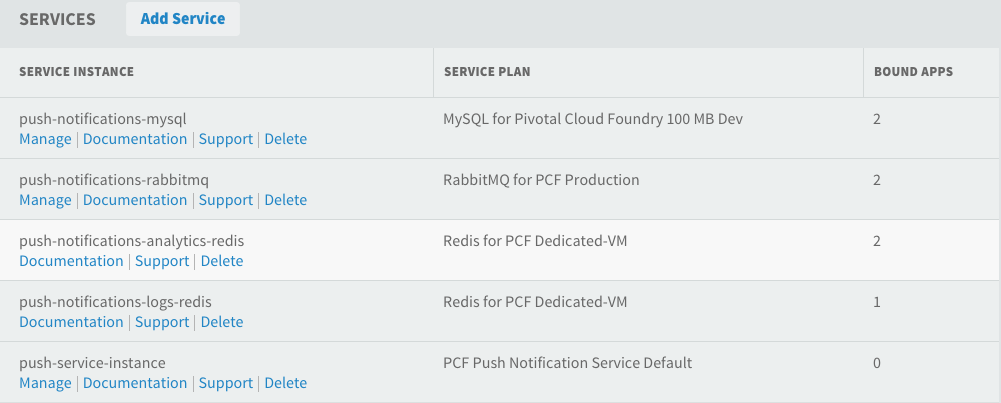 SERVICES Add Service
SERVICE INSTANCE SERVICE PLAN BOUND APPS
push-notifications-mysql MySQL for Pivotal Cloud Foundry 100 MB Dev 2
Manage | Documentation | Support | Delete
push-notifications-rabbitmq RabbitMQ for PCF Production 2
Manage | Documentation | Support | Delete
push-notifications-analytics-redis Redis for PCF Dedicated-VM 2
Documentation | Support | Delete
push-notifications-logs-redis Redis for PCF Dedicated-VM 1
Documentation | Support | Delete
push-service-instance PCF Push Notification Service Default 0
Manage | Documentation | Support | Delete